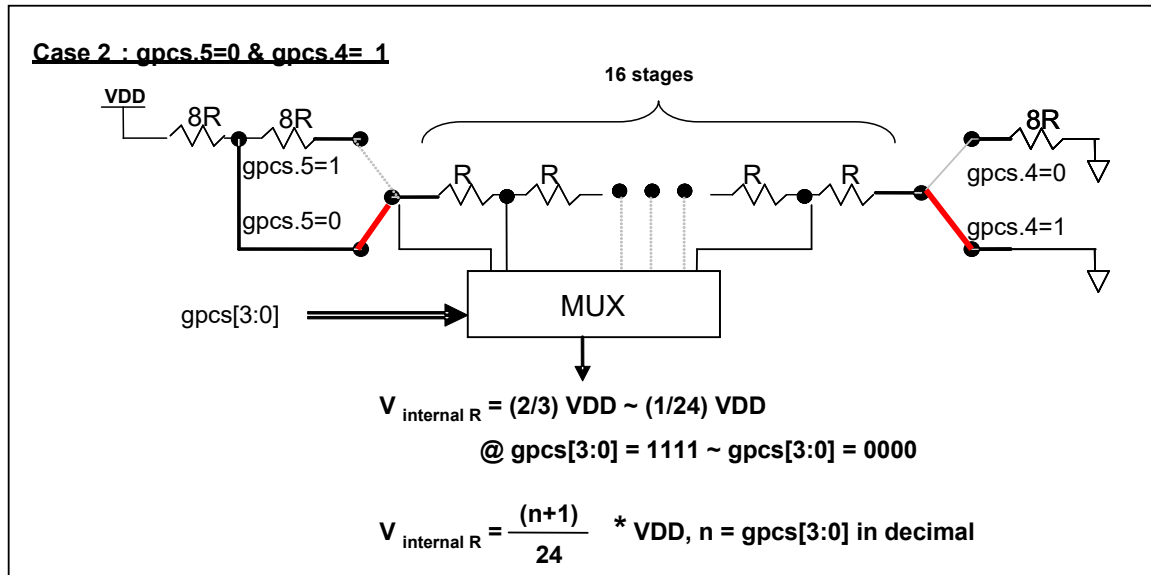 Case 2 : gpcs.5=0 & gpcs.4= 1
16 stages
VDD
8R 8R 8R
gpcs.5=1
gpcs.4=0
R R R R
gpcs.5=0
gpcs.4=1
MUX
gpcs[3:0]
V internal R = (2/3) VDD ~ (1/24) VDD
@ gpcs[3:0] = 1111 ~ gpcs[3:0] = 0000
V internal R = (n+1) / 24 * VDD, n = gpcs[3:0] in decimal